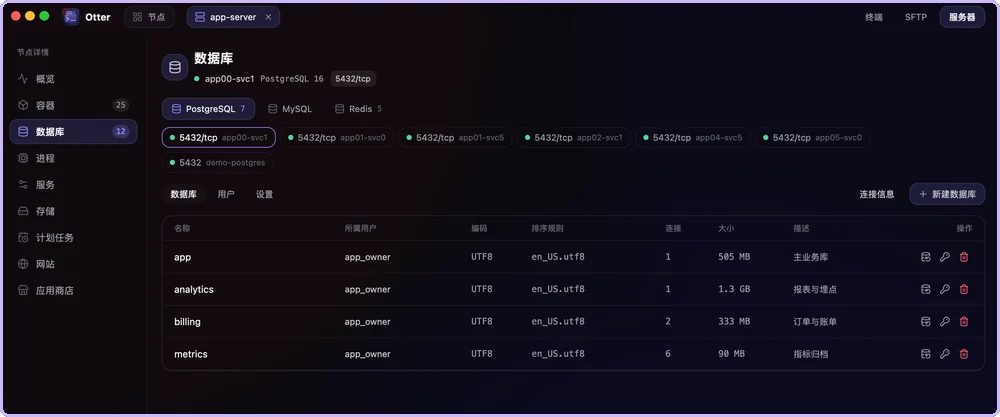 Otter 节点 app-server × 终端 SFTP 服务器
节点详情
概览
容器 25
数据库 12
进程
服务
存储
计划任务
网站
应用商店
数据库
app00-svc1 PostgreSQL 16 5432/tcp
PostgreSQL 7 MySQL Redis 5
5432/tcp app00-svc1 5432/tcp app01-svc0 5432/tcp app01-svc5 5432/tcp app02-svc1 5432/tcp app04-svc5 5432/tcp app05-svc0
5432 demo-postgres
数据库 用户 设置 连接信息 + 新建数据库
名称 所属用户 编码 排序规则 连接 大小 描述 操作
app app_owner UTF8 en_US.utf8 1 505 MB 主业务库
analytics app_owner UTF8 en_US.utf8 1 1.3 GB 报表与埋点
billing app_owner UTF8 en_US.utf8 2 333 MB 订单与账单
metrics app_owner UTF8 en_US.utf8 6 90 MB 指标归档